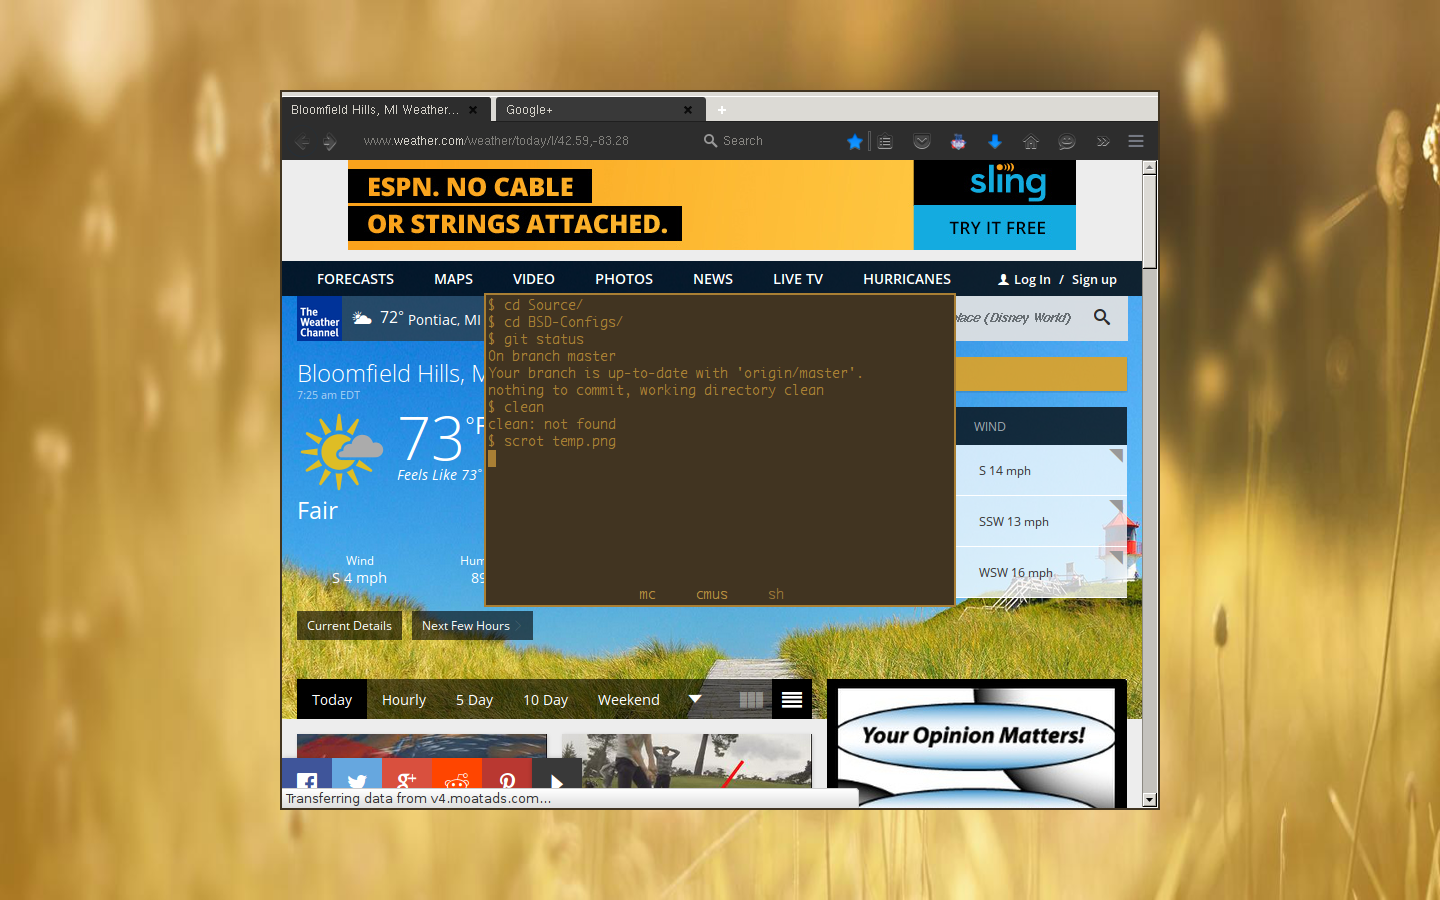 Bloomfield Hills, MI Weather...
Google+
www.weather.com/weather/today/l/42.59,-83.28
Search
ESPN. NO CABLE
OR STRINGS ATTACHED.
sling
TRY IT FREE
FORECASTS MAPS VIDEO PHOTOS NEWS LIVE TV HURRICANES Log In / Sign up
The
Weather
Channel
72° Pontiac, MI
(Disney World)
Bloomfield Hills,
7:25 am EDT
73°F
Feels Like 73°
Fair
Wind
S 4 mph
$ cd Source/
$ cd BSD-Configs/
$ git status
On branch master
Your branch is up-to-date with 'origin/master'.
nothing to commit, working directory clean
$ clean
clean: not found
$ scrot temp.png
mc cmus sh
WIND
S 14 mph
SSW 13 mph
WSW 16 mph
Current Details
Next Few Hours
Today Hourly 5 Day 10 Day Weekend
Your Opinion Matters!
Transferring data from v4.moatads.com...